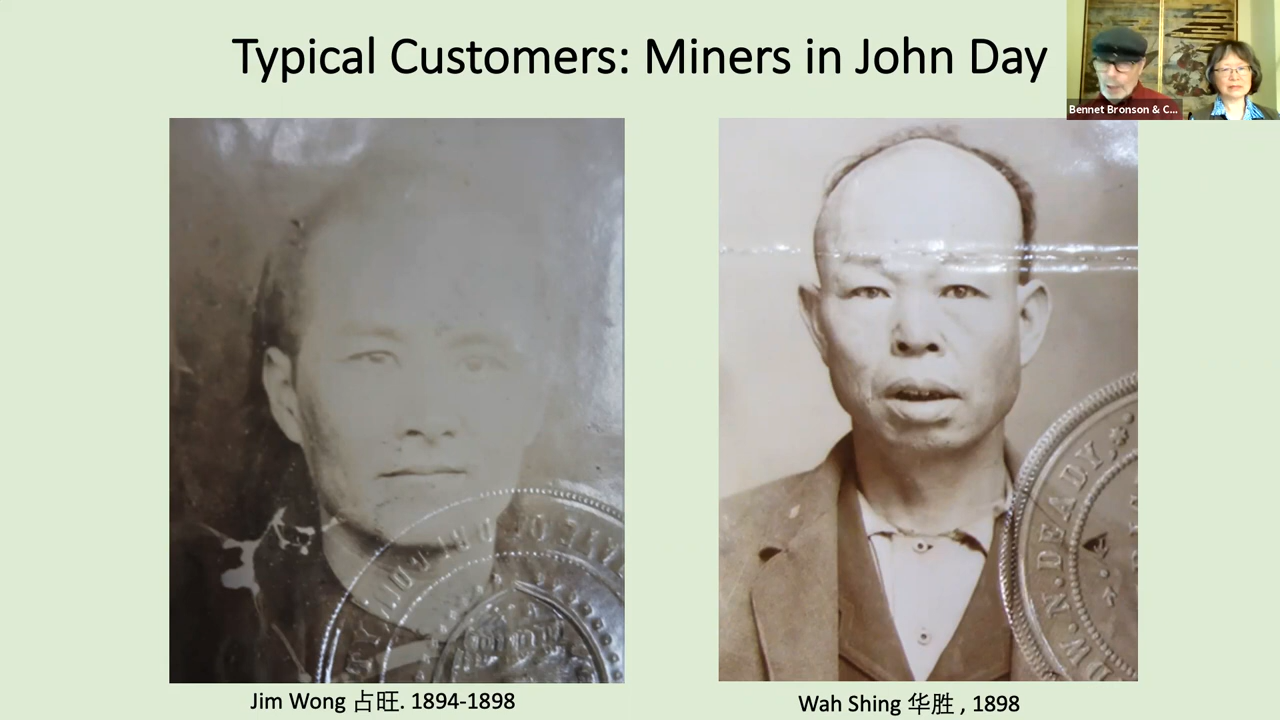 Typical Customers: Miners in John Day
Bennet Bronson & C...
W. N. DEADY,
Jim Wong 占旺. 1894-1898
Wah Shing 华胜 , 1898